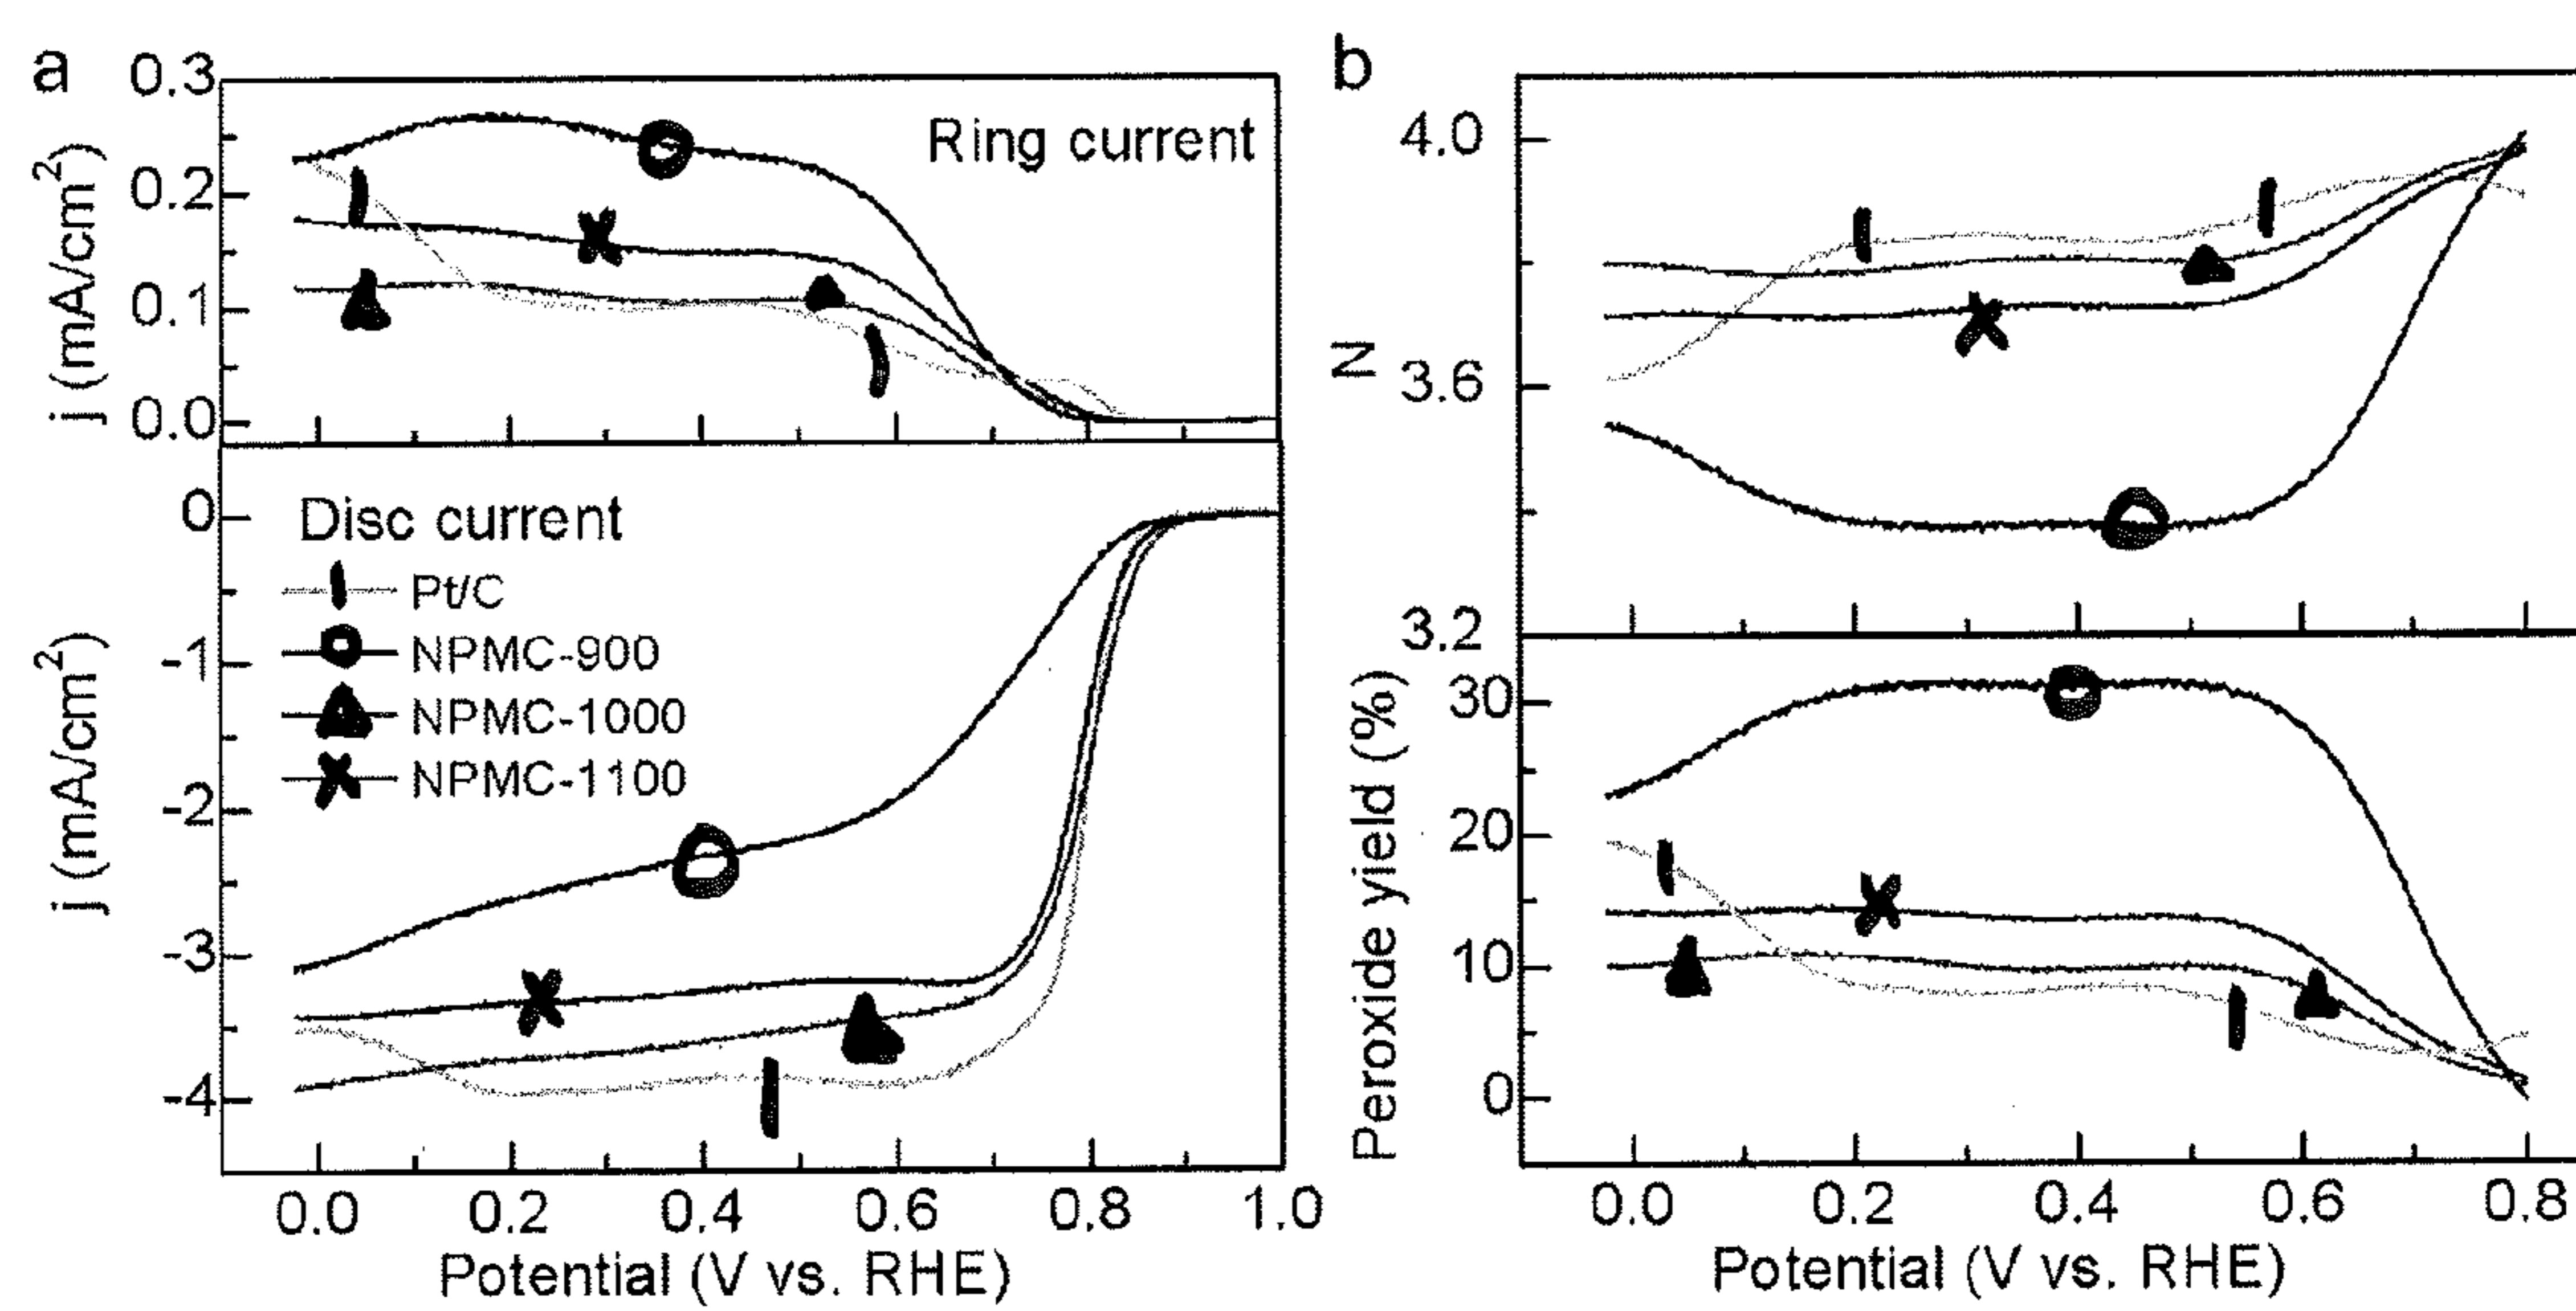 a
0.3
0.2
0.1
0.0
j (mA/cm2)
Ring current
0
-1
-2
-3
-4
j (mA/cm2)
Disc current
Pt/C
NPMC-900
NPMC-1000
NPMC-1100
0.0 0.2 0.4 0.6 0.8 1.0
Potential (V vs. RHE)
b
4.0
3.6
3.2
N
30
20
10
0
Peroxide yield (%)
0.0 0.2 0.4 0.6 0.8
Potential (V vs. RHE)